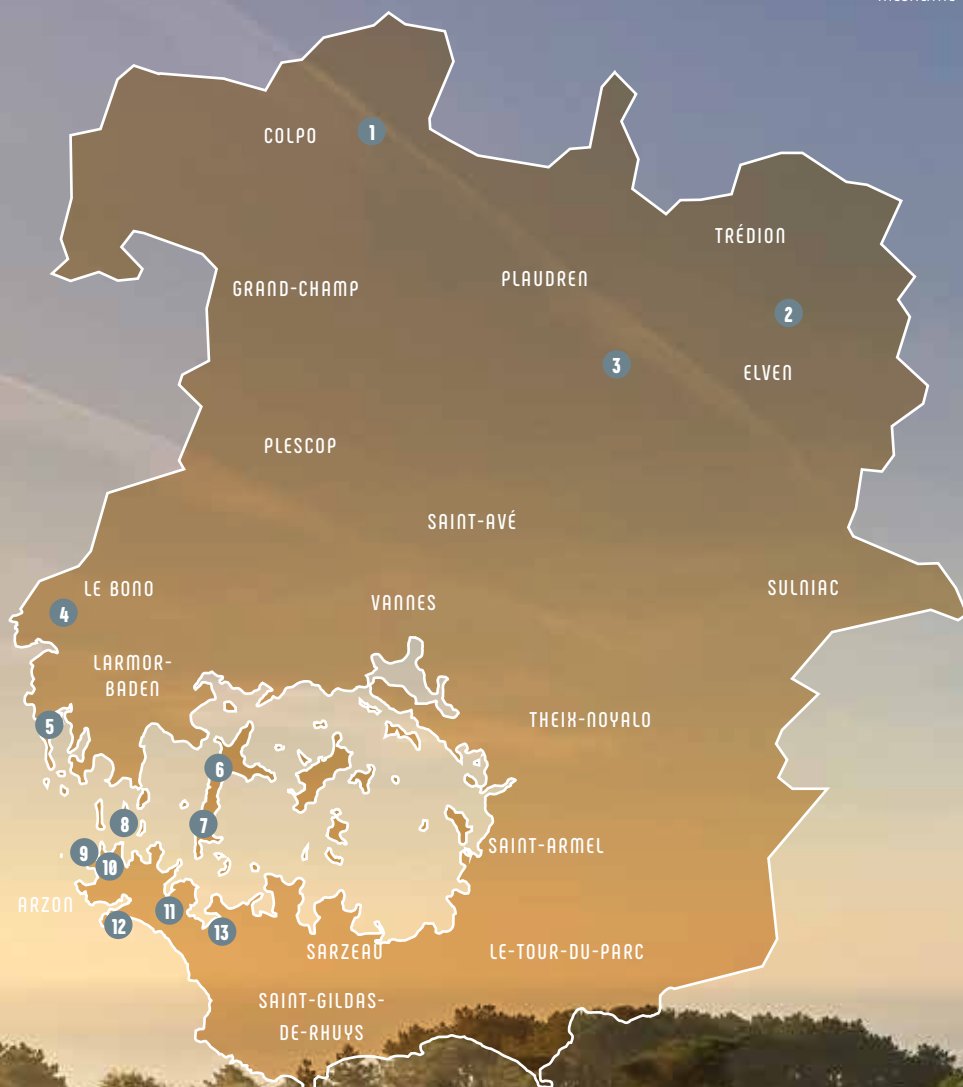 COLPO
1
TRÉDION
PLAUDREN
GRAND-CHAMP
2
3
ELVEN
PLESCOP
SAINT-AVÉ
LE BONO
SULNIAC
4
VANNES
LARMOR-
BADEN
THEIX-NOYALO
5
6
8
7
SAINT-ARMEL
9
10
ARZON
11
12
13
SARZEAU
LE-TOUR-DU-PARC
SAINT-GILDAS-
DE-RHUYS